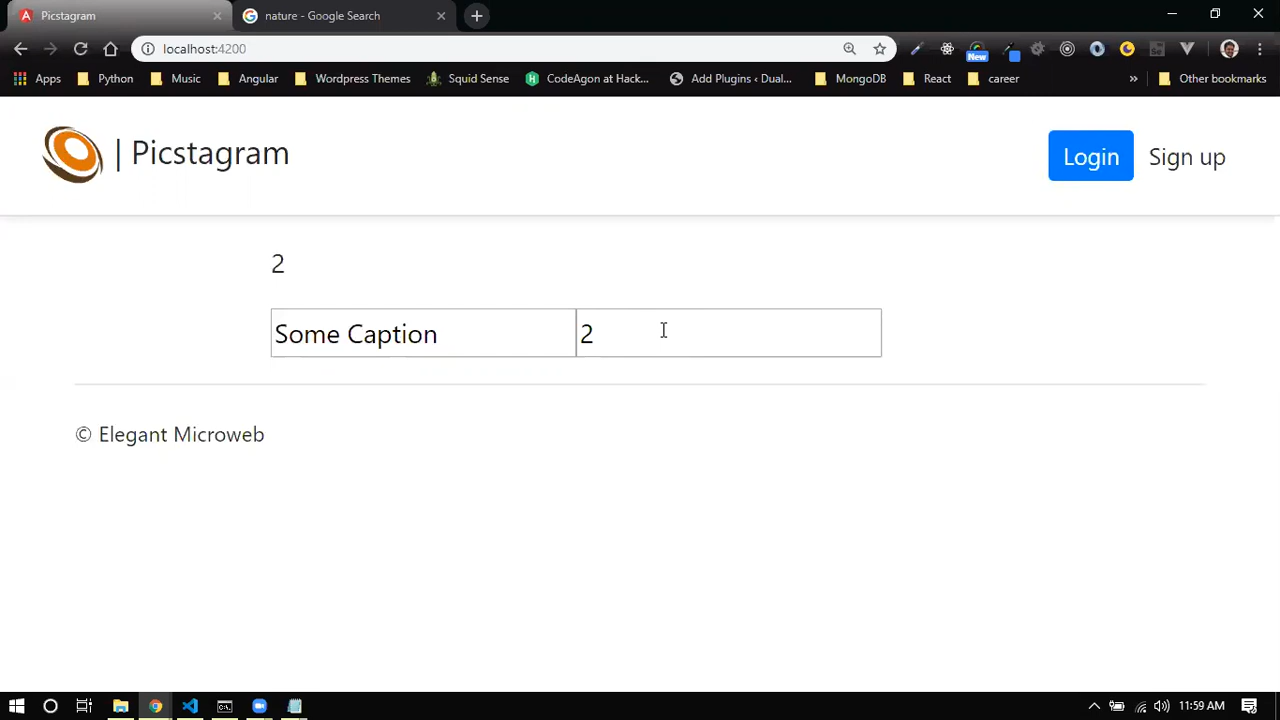 Picstagram
nature - Google Search
localhost:4200
Apps
Python
Music
Angular
Wordpress Themes
Squid Sense
CodeAgon at Hack...
Add Plugins ‹ Dual...
MongoDB
React
career
»
Other bookmarks
New
| Picstagram
Login
Sign up
2
Some Caption
2
© Elegant Microweb
11:59 AM